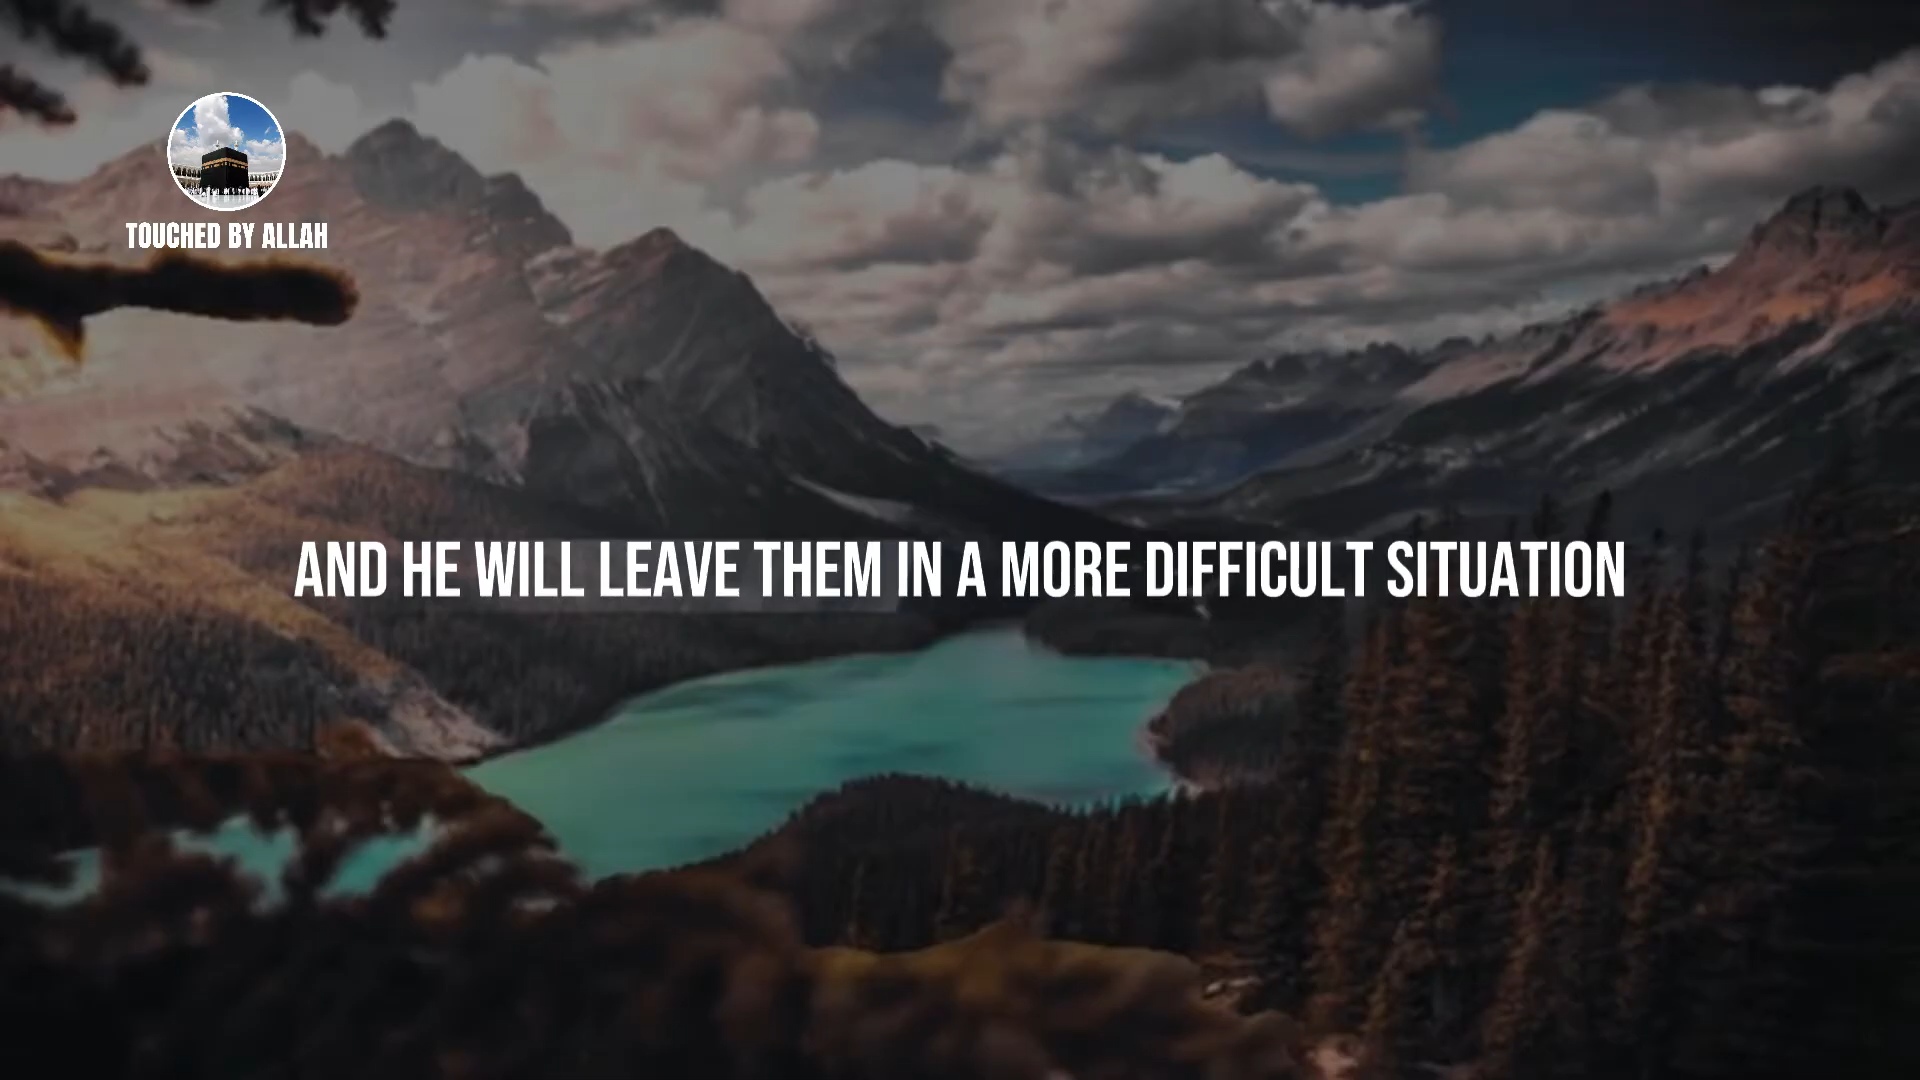 TOUCHED BY ALLAH
AND HE WILL LEAVE THEM IN A MORE DIFFICULT SITUATION